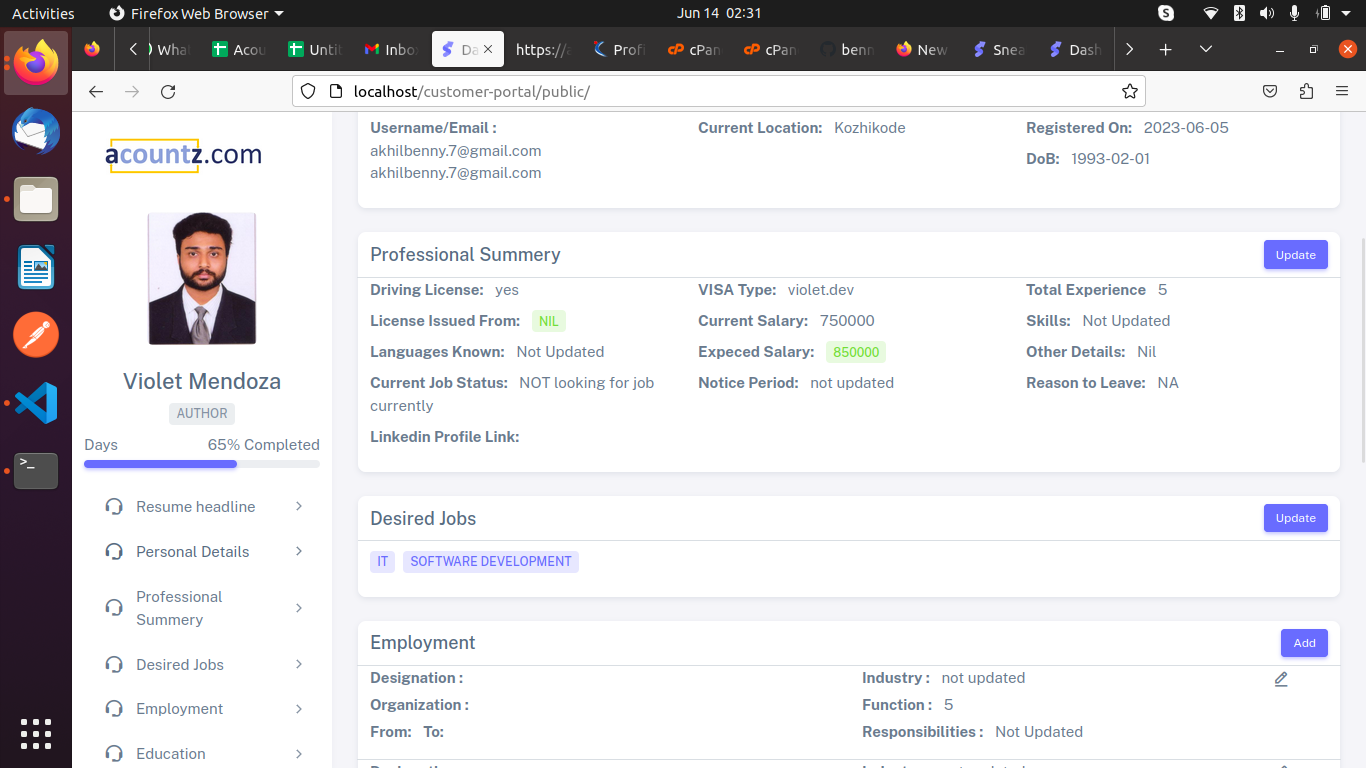 Activities
Firefox Web Browser
Jun 14 02:31
Wha
Acou
Untit
Inbo
Da
https://
Profi
cPan
cPan
benn
New
Snea
Dash
localhost/customer-portal/public/
acountz.com
Violet Mendoza
AUTHOR
Days 65% Completed
Resume headline
Personal Details
Professional
Summery
Desired Jobs
Employment
Education
Username/Email : Current Location: Kozhikode Registered On: 2023-06-05
akhilbenny.7@gmail.com DoB: 1993-02-01
akhilbenny.7@gmail.com
Professional Summery Update
Driving License: yes VISA Type: violet.dev Total Experience 5
License Issued From: NIL Current Salary: 750000 Skills: Not Updated
Languages Known: Not Updated Expeced Salary: 850000 Other Details: Nil
Current Job Status: NOT looking for job Notice Period: not updated Reason to Leave: NA
currently
Linkedin Profile Link:
Desired Jobs Update
IT SOFTWARE DEVELOPMENT
Employment Add
Designation : Industry : not updated
Organization : Function : 5
From: To: Responsibilities : Not Updated